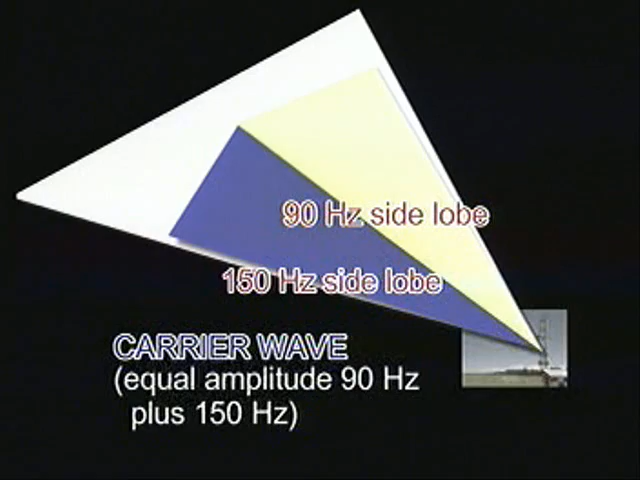 90 Hz side lobe
150 Hz side lobe
CARRIER WAVE
(equal amplitude 90 Hz
plus 150 Hz)